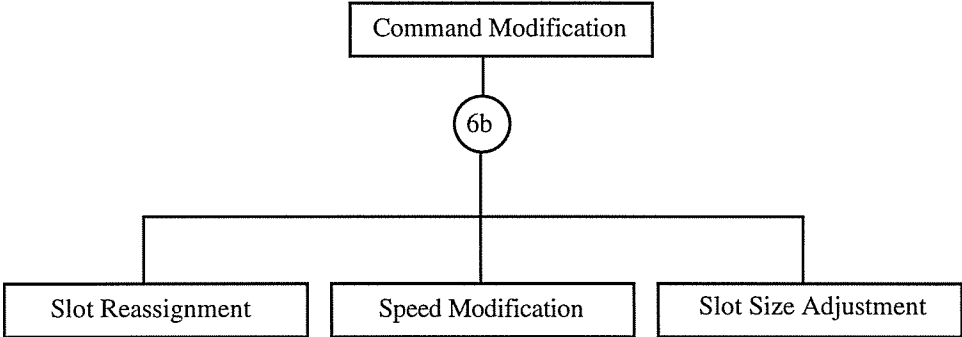 Command Modification
6b
Slot Reassignment
Speed Modification
Slot Size Adjustment